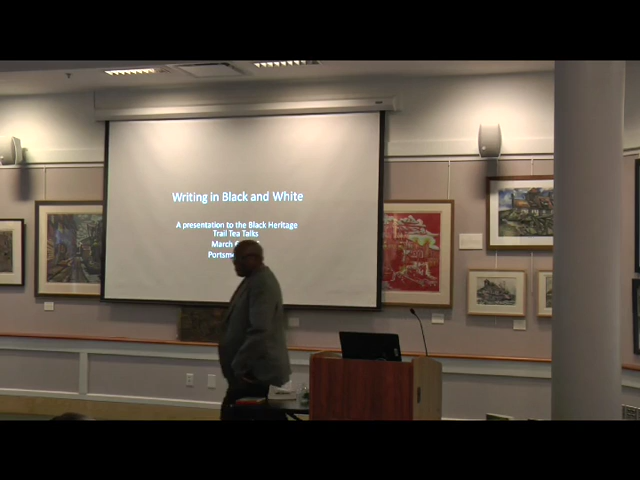 Writing in Black and White
A presentation to the Black Heritage
Trail Tea Talks
March